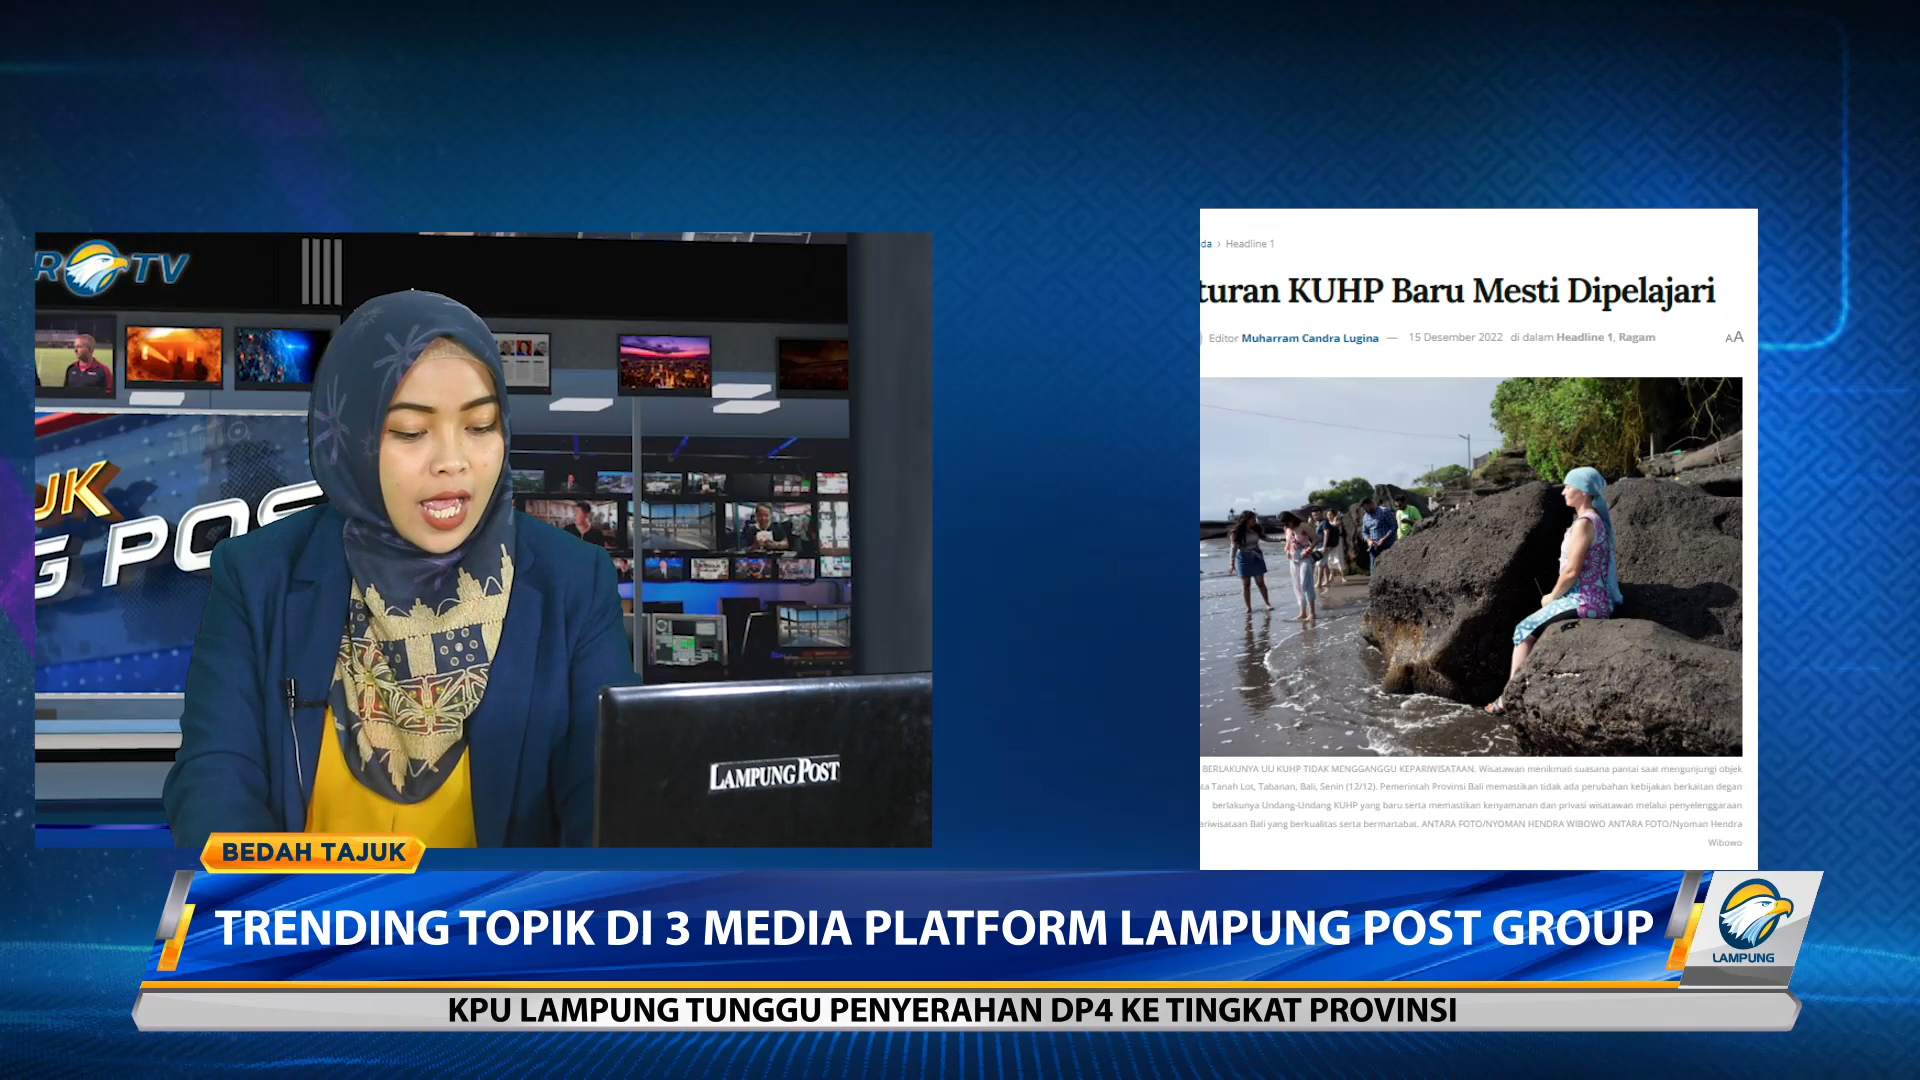 R TV
UK
G POS
LAMPUNG POST
da › Headline 1
turan KUHP Baru Mesti Dipelajari
Editor Muharram Candra Lugina — 15 Desember 2022 di dalam Headline 1, Ragam AA
BERLAKUNYA UU KUHP TIDAK MENGGANGGU KEPARIWISATAAN. Wisatawan menikmati suasana pantai saat mengunjungi objek
ta Tanah Lot, Tabanan, Bali, Senin (12/12). Pemerintah Provinsi Bali memastikan tidak ada perubahan kebijakan berkaitan degan
berlakunya Undang-Undang KUHP yang baru serta memastikan kenyamanan dan privasi wisatawan melalui penyelenggaraan
ariwisataan Bali yang berkualitas serta bermartabat. ANTARA FOTO/NYOMAN HENDRA WIBOWO ANTARA FOTO/Nyoman Hendra
Wibowo
BEDAH TAJUK
TRENDING TOPIK DI 3 MEDIA PLATFORM LAMPUNG POST GROUP
LAMPUNG
KPU LAMPUNG TUNGGU PENYERAHAN DP4 KE TINGKAT PROVINSI